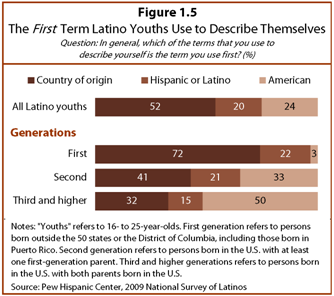 Figure 1.5
The First Term Latino Youths Use to Describe Themselves
Question: In general, which of the terms that you use to
describe yourself is the term you use first? (%)
Country of origin Hispanic or Latino American
All Latino youths 52 20 24
Generations
First 72 22 3
Second 41 21 33
Third and higher 32 15 50
Notes: "Youths" refers to 16- to 25-year-olds. First generation refers to persons
born outside the 50 states or the District of Columbia, including those born in
Puerto Rico. Second generation refers to persons born in the U.S. with at least
one first-generation parent. Third and higher generations refers to persons born
in the U.S. with both parents born in the U.S.
Source: Pew Hispanic Center, 2009 National Survey of Latinos